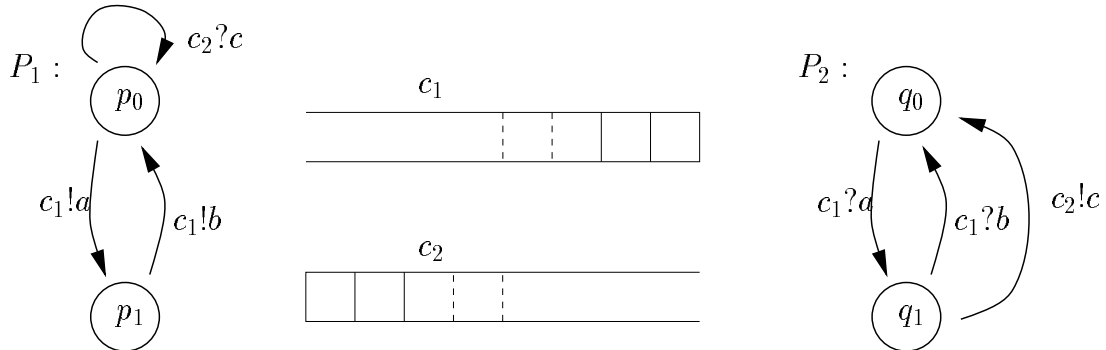 c₂?c
P₁ :
p₀
c₁
P₂ :
q₀
c₁!a
c₁!b
c₁?a
c₁?b
c₂!c
c₂
p₁
q₁